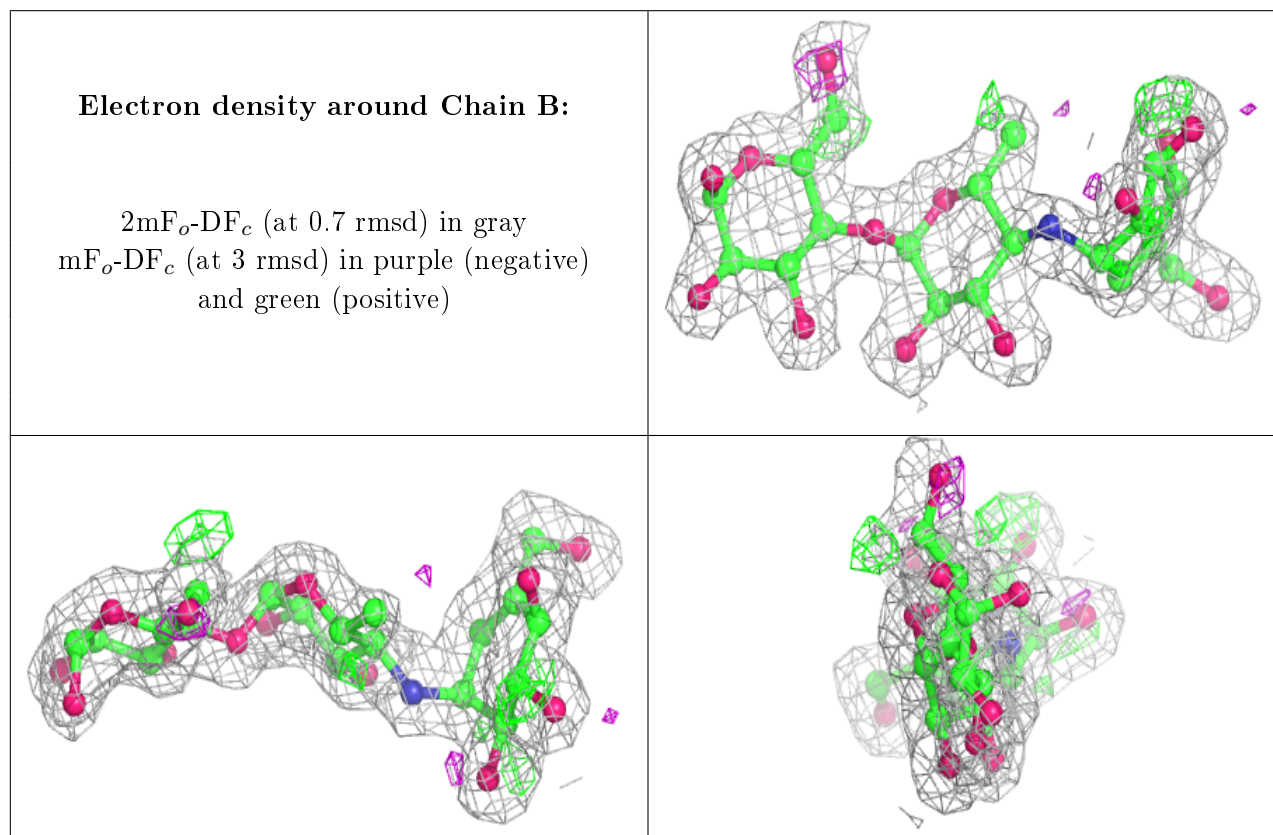 Electron density around Chain B:
2mFₒ-DF𝑐 (at 0.7 rmsd) in gray
mFₒ-DF𝑐 (at 3 rmsd) in purple (negative)
and green (positive)